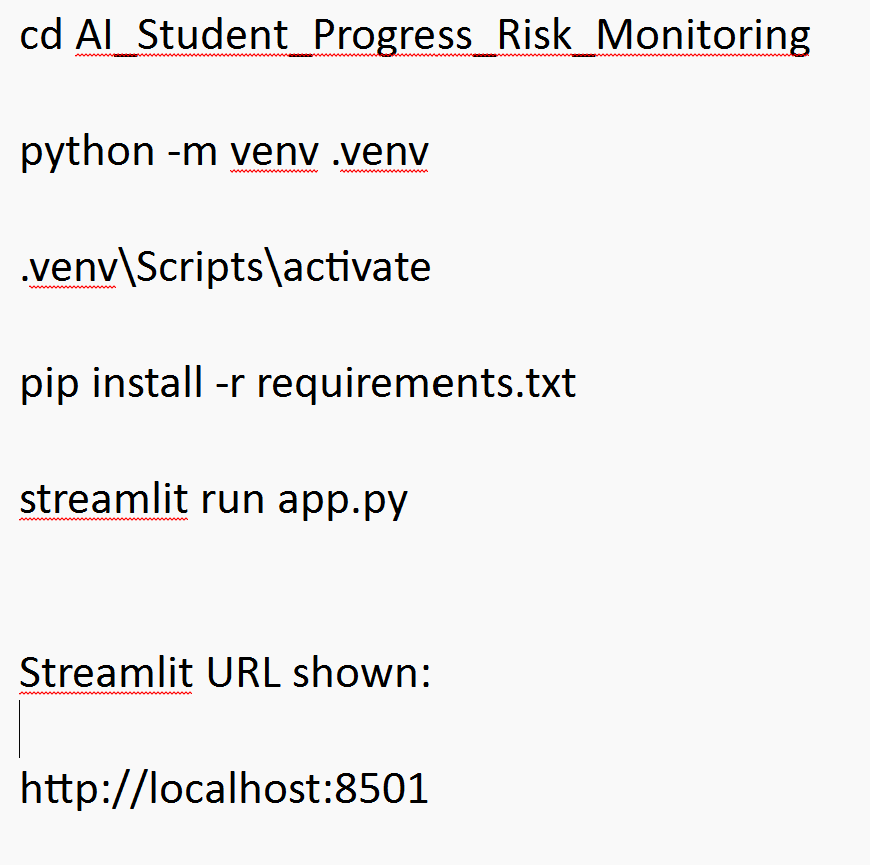 cd AI_Student_Progress_Risk_Monitoring
python -m venv .venv
.venv\Scripts\activate
pip install -r requirements.txt
streamlit run app.py
Streamlit URL shown:
http://localhost:8501